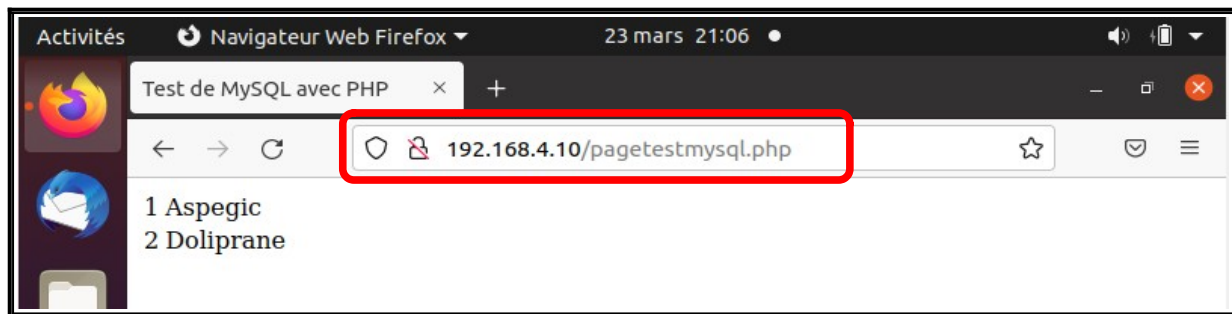 Activités Navigateur Web Firefox 23 mars 21:06
Test de MySQL avec PHP
192.168.4.10/pagetestmysql.php
1 Aspegic
2 Doliprane